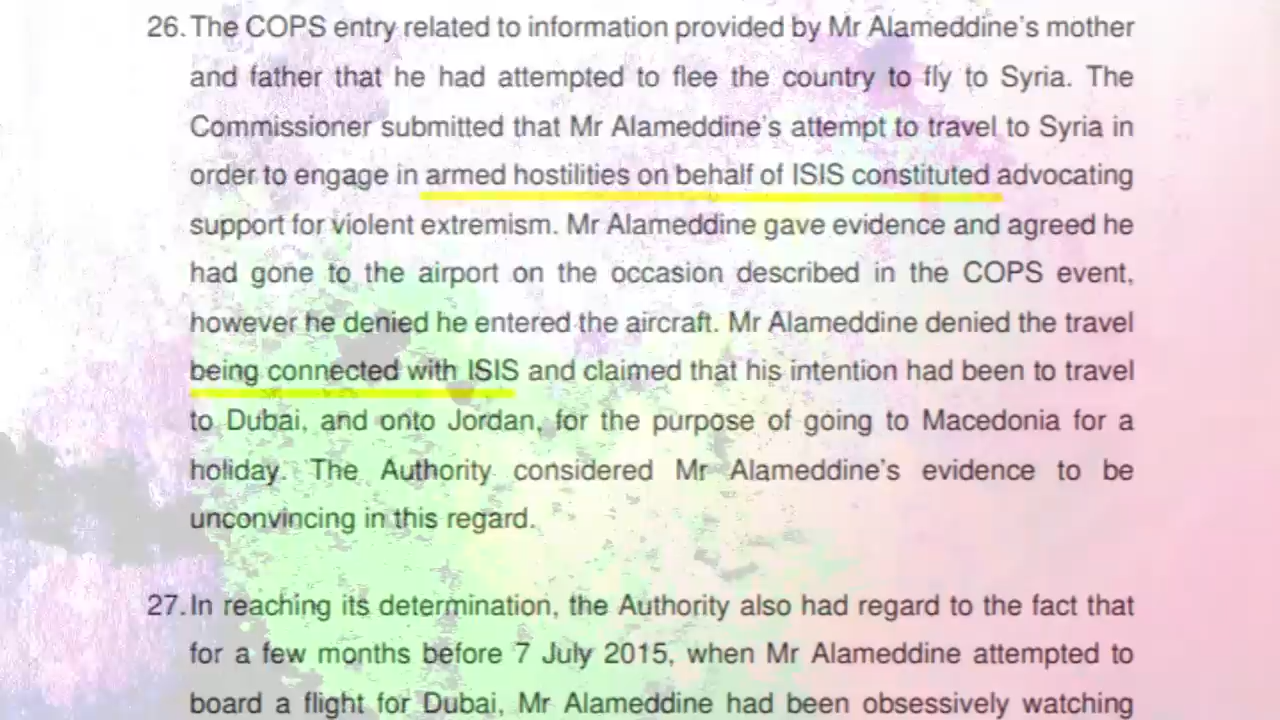 26. The COPS entry related to information provided by Mr Alameddine's mother
and father that he had attempted to flee the country to fly to Syria. The
Commissioner submitted that Mr Alameddine's attempt to travel to Syria in
order to engage in armed hostilities on behalf of ISIS constituted advocating
support for violent extremism. Mr Alameddine gave evidence and agreed he
had gone to the airport on the occasion described in the COPS event,
however he denied he entered the aircraft. Mr Alameddine denied the travel
being connected with ISIS and claimed that his intention had been to travel
to Dubai, and onto Jordan, for the purpose of going to Macedonia for a
holiday. The Authority considered Mr Alameddine's evidence to be
unconvincing in this regard.
27. In reaching its determination, the Authority also had regard to the fact that
for a few months before 7 July 2015, when Mr Alameddine attempted to
board a flight for Dubai, Mr Alameddine had been obsessively watching